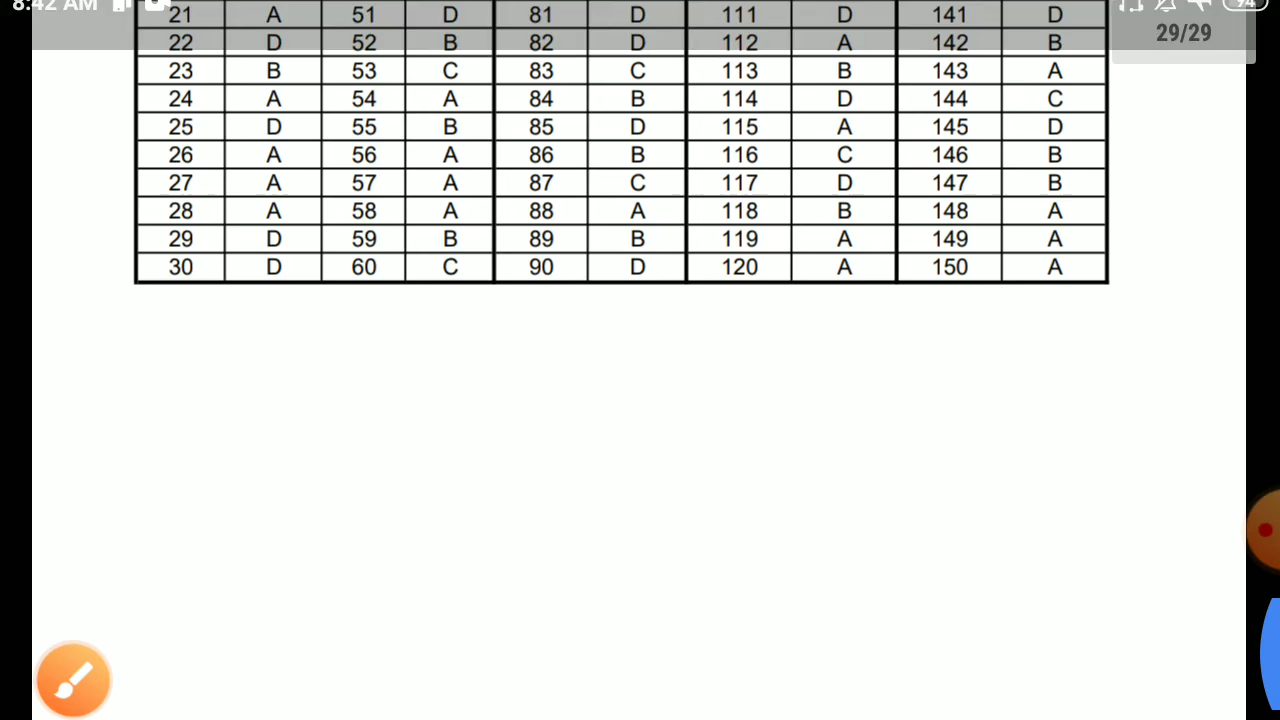 8:42 AM 94
29/29
21 A 51 D 81 D 111 D 141 D
22 D 52 B 82 D 112 A 142 B
23 B 53 C 83 C 113 B 143 A
24 A 54 A 84 B 114 D 144 C
25 D 55 B 85 D 115 A 145 D
26 A 56 A 86 B 116 C 146 B
27 A 57 A 87 C 117 D 147 B
28 A 58 A 88 A 118 B 148 A
29 D 59 B 89 B 119 A 149 A
30 D 60 C 90 D 120 A 150 A